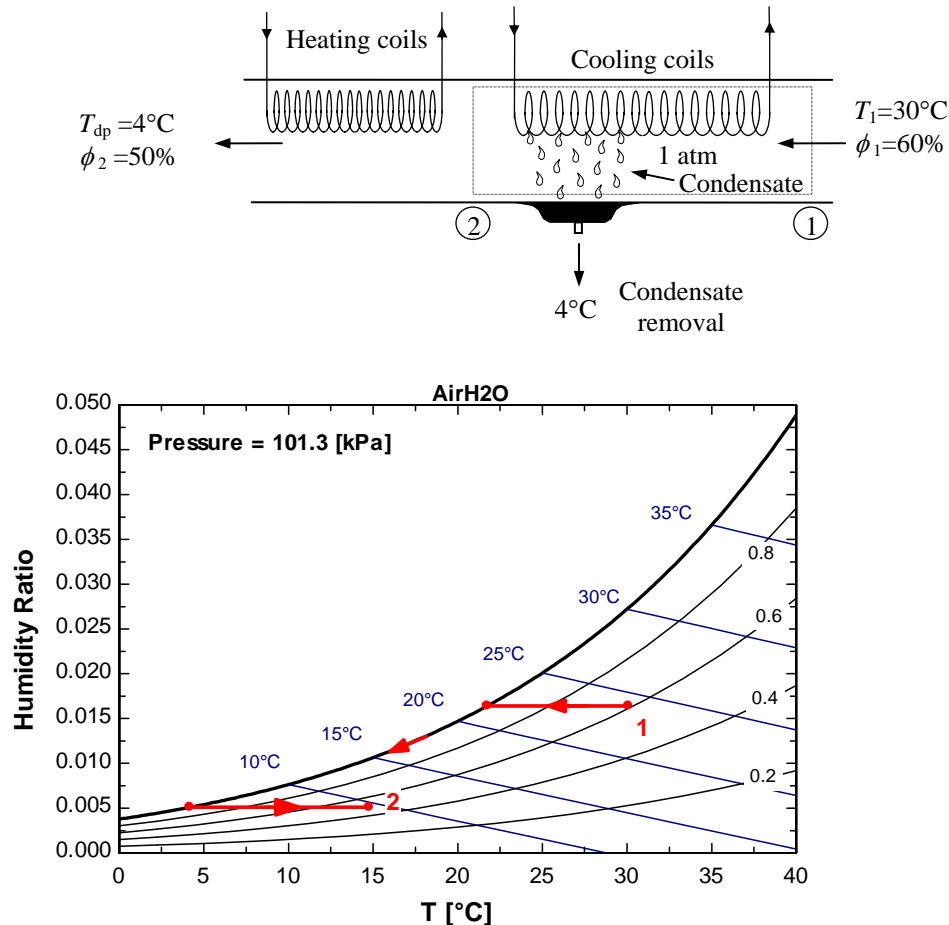 Heating coils
Cooling coils
T_dp =4°C
ϕ_2 =50%
T_1=30°C
ϕ_1=60%
1 atm
Condensate
2
1
4°C
Condensate
removal
AirH2O
Pressure = 101.3 [kPa]
0.050
0.045
0.040
0.035
0.030
0.025
0.020
0.015
0.010
0.005
0.000
Humidity Ratio
35°C
30°C
25°C
20°C
15°C
10°C
0.8
0.6
0.4
0.2
1
2
0
5
10
15
20
25
30
35
40
T [°C]